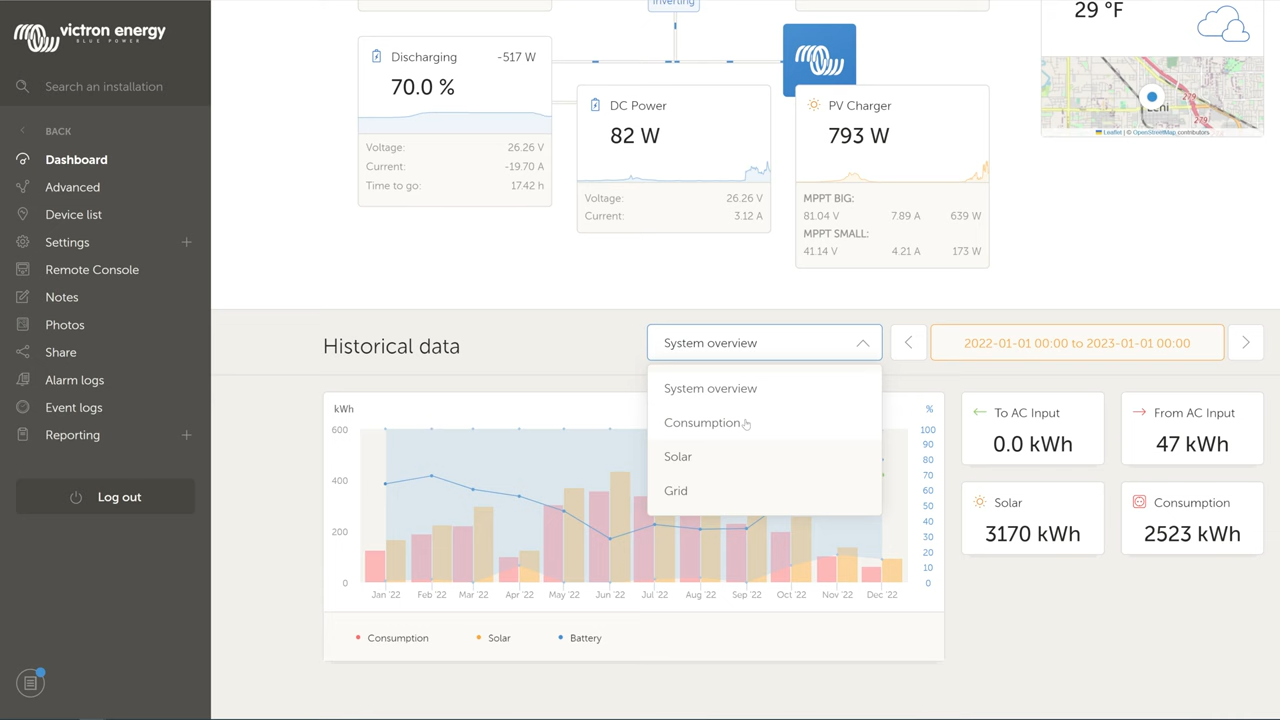 victron energy
BLUE POWER
Search an installation
BACK
Dashboard
Advanced
Device list
Settings
Remote Console
Notes
Photos
Share
Alarm logs
Event logs
Reporting
Log out
Inverting
Discharging -517 W
70.0 %
Voltage: 26.26 V
Current: -19.70 A
Time to go: 17.42 h
DC Power
82 W
Voltage: 26.26 V
Current: 3.12 A
PV Charger
793 W
MPPT BIG:
81.04 V 7.89 A 639 W
MPPT SMALL:
41.14 V 4.21 A 173 W
29 °F
279
Lehi
279
Leaflet | © OpenStreetMap contributors
Historical data
System overview
2022-01-01 00:00 to 2023-01-01 00:00
System overview
Consumption
Solar
Grid
kWh
600
400
200
0
%
100
90
80
70
60
50
40
30
20
10
0
Jan '22 Feb '22 Mar '22 Apr '22 May '22 Jun '22 Jul '22 Aug '22 Sep '22 Oct '22 Nov '22 Dec '22
Consumption Solar Battery
To AC Input
0.0 kWh
From AC Input
47 kWh
Solar
3170 kWh
Consumption
2523 kWh